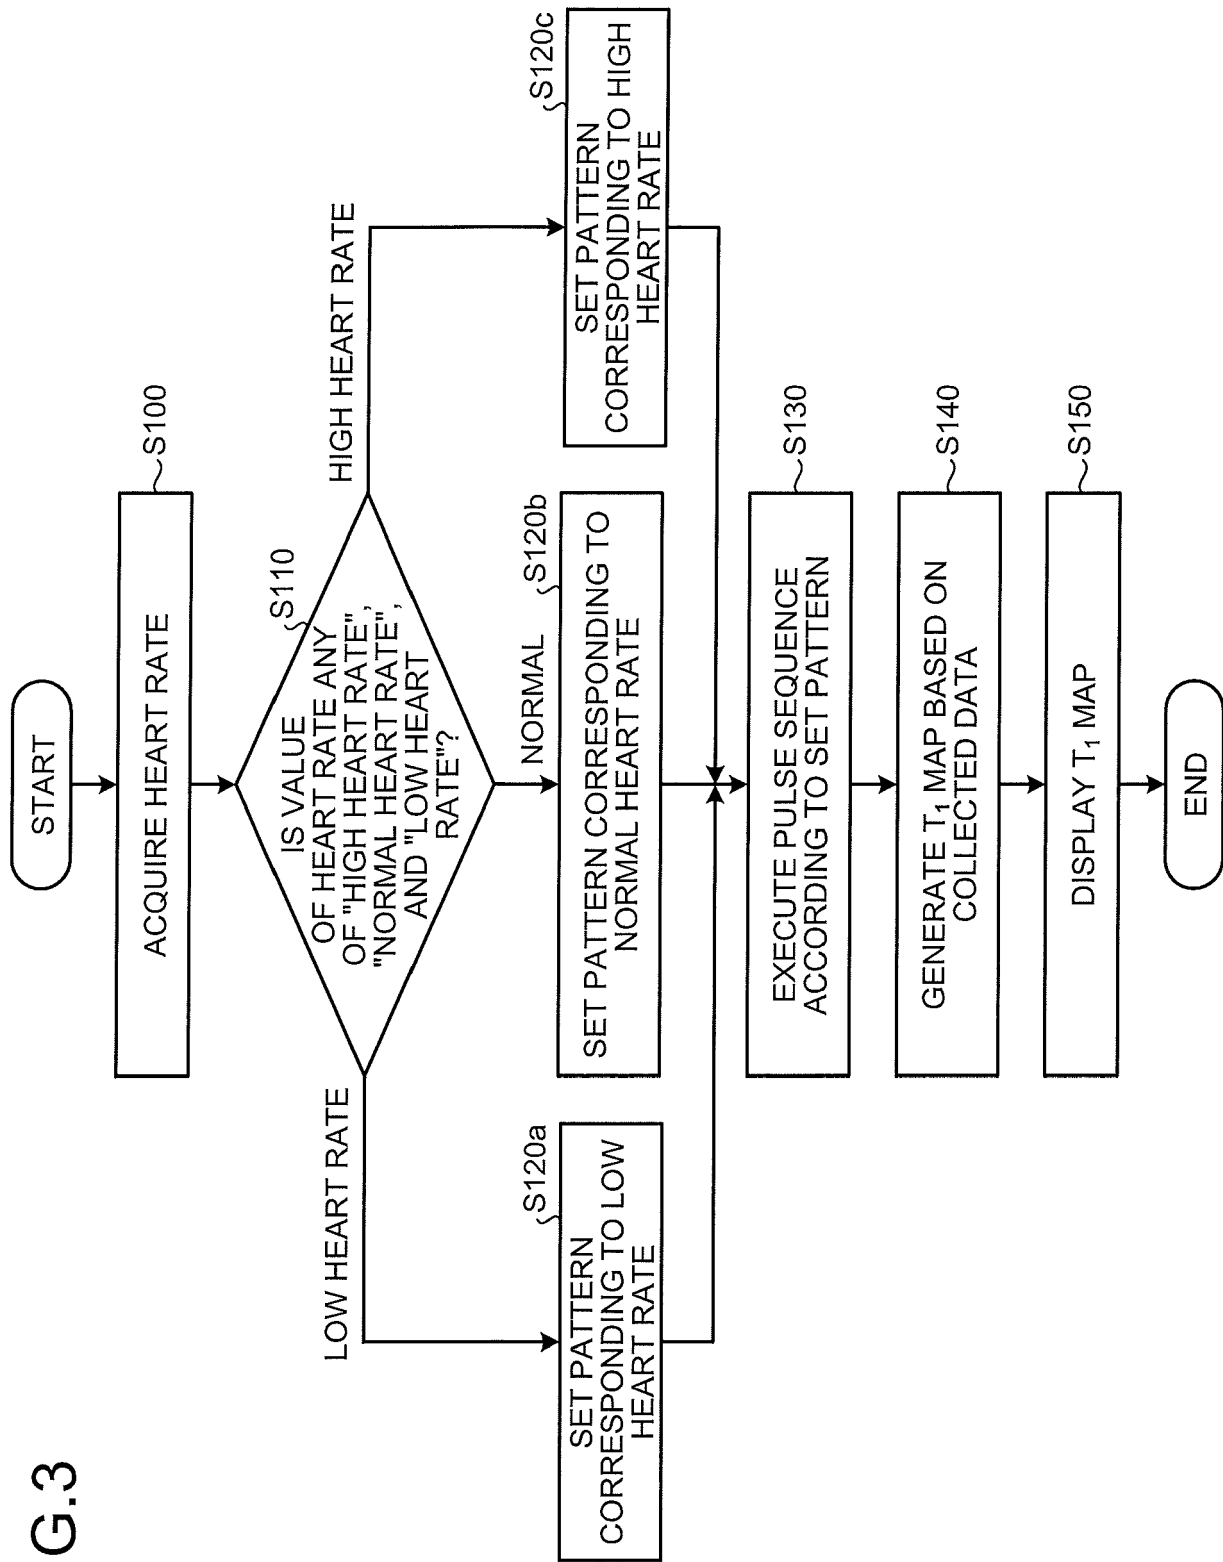 G.3
START
ACQUIRE HEART RATE
S100
IS VALUE
OF HEART RATE ANY
OF "HIGH HEART RATE",
"NORMAL HEART RATE",
AND "LOW HEART
RATE"?
S110
LOW HEART RATE
NORMAL
HIGH HEART RATE
SET PATTERN
CORRESPONDING TO LOW
HEART RATE
S120a
SET PATTERN CORRESPONDING TO
NORMAL HEART RATE
S120b
SET PATTERN
CORRESPONDING TO HIGH
HEART RATE
S120c
EXECUTE PULSE SEQUENCE
ACCORDING TO SET PATTERN
S130
GENERATE T1 MAP BASED ON
COLLECTED DATA
S140
DISPLAY T1 MAP
S150
END